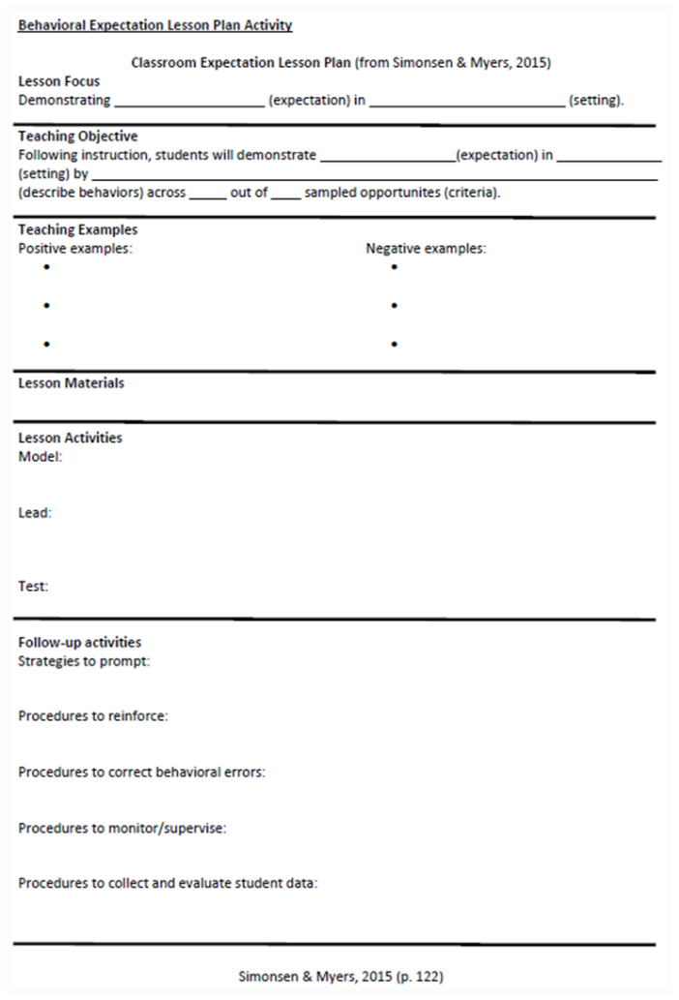 Behavioral Expectation Lesson Plan Activity
Classroom Expectation Lesson Plan (from Simonsen & Myers, 2015)
Lesson Focus
Demonstrating ____________________ (expectation) in __________________________ (setting).
Teaching Objective
Following instruction, students will demonstrate __________________(expectation) in ______________
(setting) by ___________________________________________________________________________
(describe behaviors) across _____ out of ____ sampled opportunites (criteria).
Teaching Examples
Positive examples: Negative examples:
• •
• •
• •
Lesson Materials
Lesson Activities
Model:
Lead:
Test:
Follow-up activities
Strategies to prompt:
Procedures to reinforce:
Procedures to correct behavioral errors:
Procedures to monitor/supervise:
Procedures to collect and evaluate student data:
Simonsen & Myers, 2015 (p. 122)